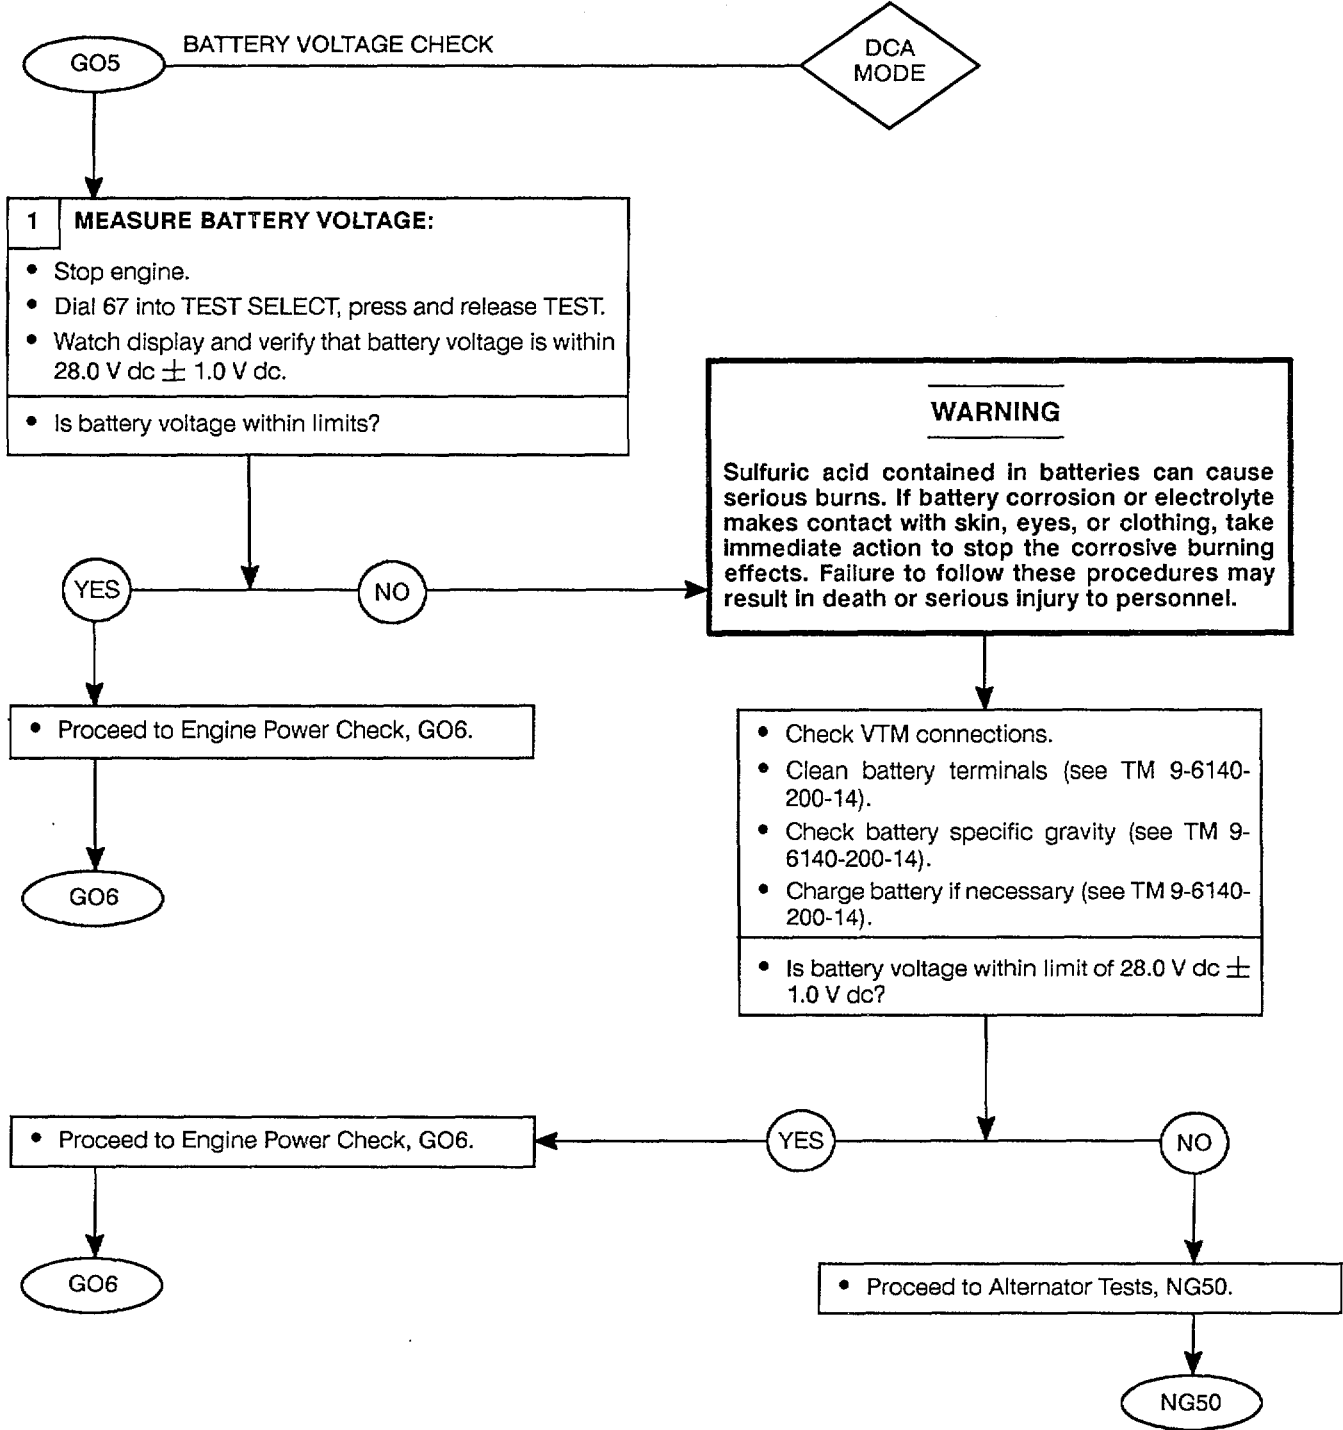 GO5
BATTERY VOLTAGE CHECK
DCA
MODE
1 MEASURE BATTERY VOLTAGE:
• Stop engine.
• Dial 67 into TEST SELECT, press and release TEST.
• Watch display and verify that battery voltage is within
28.0 V dc ± 1.0 V dc.
• Is battery voltage within limits?
WARNING
Sulfuric acid contained in batteries can cause
serious burns. If battery corrosion or electrolyte
makes contact with skin, eyes, or clothing, take
immediate action to stop the corrosive burning
effects. Failure to follow these procedures may
result in death or serious injury to personnel.
YES
NO
• Proceed to Engine Power Check, GO6.
GO6
• Check VTM connections.
• Clean battery terminals (see TM 9-6140-
200-14).
• Check battery specific gravity (see TM 9-
6140-200-14).
• Charge battery if necessary (see TM 9-6140-
200-14).
• Is battery voltage within limit of 28.0 V dc ±
1.0 V dc?
• Proceed to Engine Power Check, GO6.
YES
NO
GO6
• Proceed to Alternator Tests, NG50.
NG50